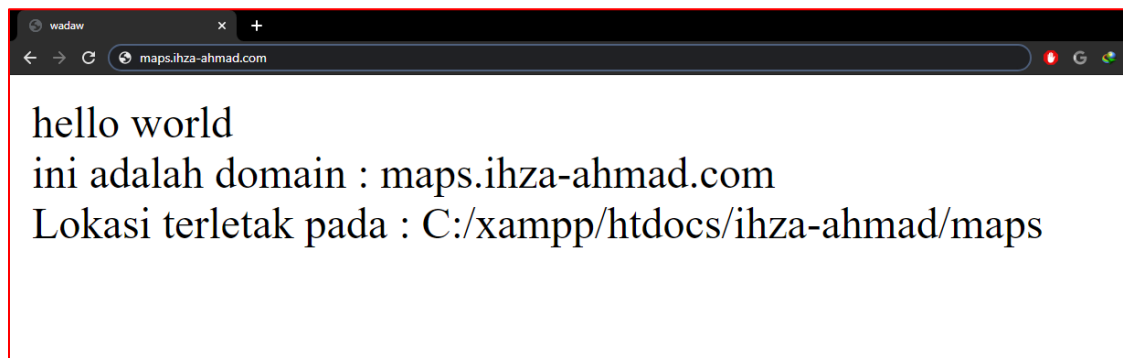 wadaw
maps.ihza-ahmad.com
hello world
ini adalah domain : maps.ihza-ahmad.com
Lokasi terletak pada : C:/xampp/htdocs/ihza-ahmad/maps